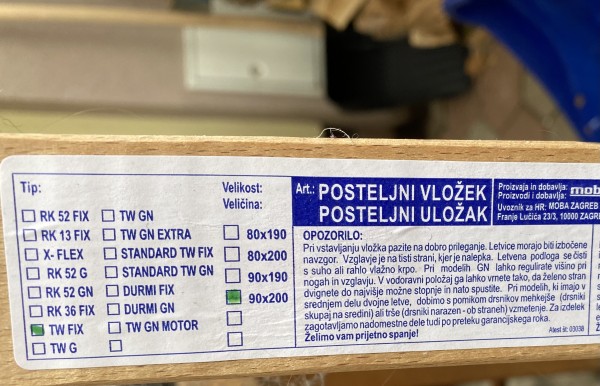 Tip:
RK 52 FIX
RK 13 FIX
X- FLEX
RK 52 G
RK 52 GN
RK 36 FIX
TW FIX
TW G
TW GN
TW GN EXTRA
STANDARD TW FIX
STANDARD TW GN
DURMI FIX
DURMI GN
TW GN MOTOR
Velikost:
Veličina:
80x190
80x200
90x190
90x200
Art.: POSTELJNI VLOŽEK
POSTELJNI ULOŽAK
Proizvaja in dobavlja:
Proizvodi i dobavlja:
Uvoznik za HR: MOBA ZAGREB
Franje Lučića 23/3, 10000
OPOZORILO:
Pri vstavljanju vložka pazite na dobro prileganje. Letvice morajo biti izbočene
navzgor. Vzglavje je na tisti strani, kjer je nalepka. Letvena podloga se čisti
s suho ali rahlo vlažno krpo. Pri modelih GN lahko regulirate višino pri
nogah in vzglavju. V vodoravni položaj ga lahko vrnete tako, da želeno stran
dvignete do najvišje možne stopnje in nato spustite. Pri modelih, ki imajo v
srednjem delu dvojne letve, dobimo s pomikom drsnikov mehkejše (drsniki
skupaj na sredini) ali trše (drsniki narazen - ob straneh) vzmetenje. Za izdelek
zagotavljamo nadomestne dele tudi po preteku garancijskega roka.
Želimo vam prijetno spanje!
Atest št: 03038